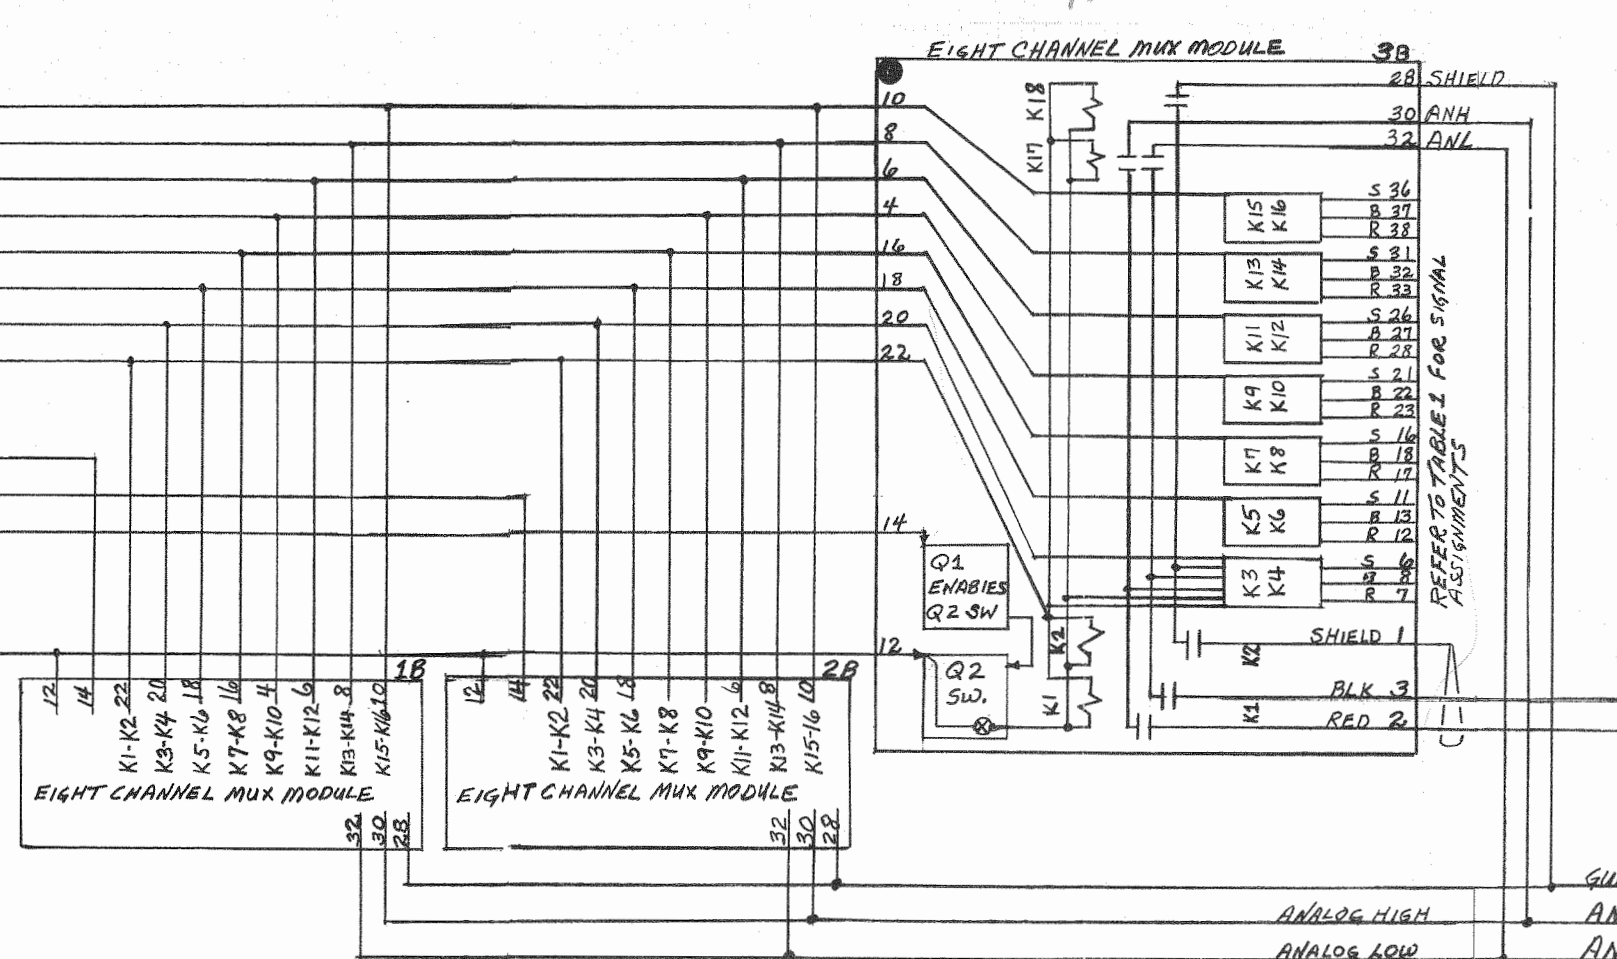 EIGHT CHANNEL MUX MODULE 3B
28 SHIELD
30 ANH
32 ANL
10
8
6
4
16
18
20
22
14
12
K18
K17
K15 K16
S 36
B 37
R 38
K13 K14
S 31
B 32
R 33
K11 K12
S 26
B 27
R 28
K9 K10
S 21
B 22
R 23
K7 K8
S 16
B 18
R 17
K5 K6
S 11
B 13
R 12
K3 K4
S 6
B 8
R 7
REFER TO TABLE 1 FOR SIGNAL
ASSIGNMENTS
Q1
ENABLES
Q2 SW
Q2
SW.
K2
K1
SHIELD 1
K2
BLK 3
K1
RED 2
1B
12
14
22
20
18
16
4
6
8
10
K1-K2
K3-K4
K5-K6
K7-K8
K9-K10
K11-K12
K13-K14
K15-K16
EIGHT CHANNEL MUX MODULE
32
30
28
2B
12
14
22
20
18
6
8
10
K1-K2
K3-K4
K5-K6
K7-K8
K9-K10
K11-K12
K13-K14
K15-16
EIGHT CHANNEL MUX MODULE
32
30
28
GU
ANALOG HIGH AN
ANALOG LOW AN